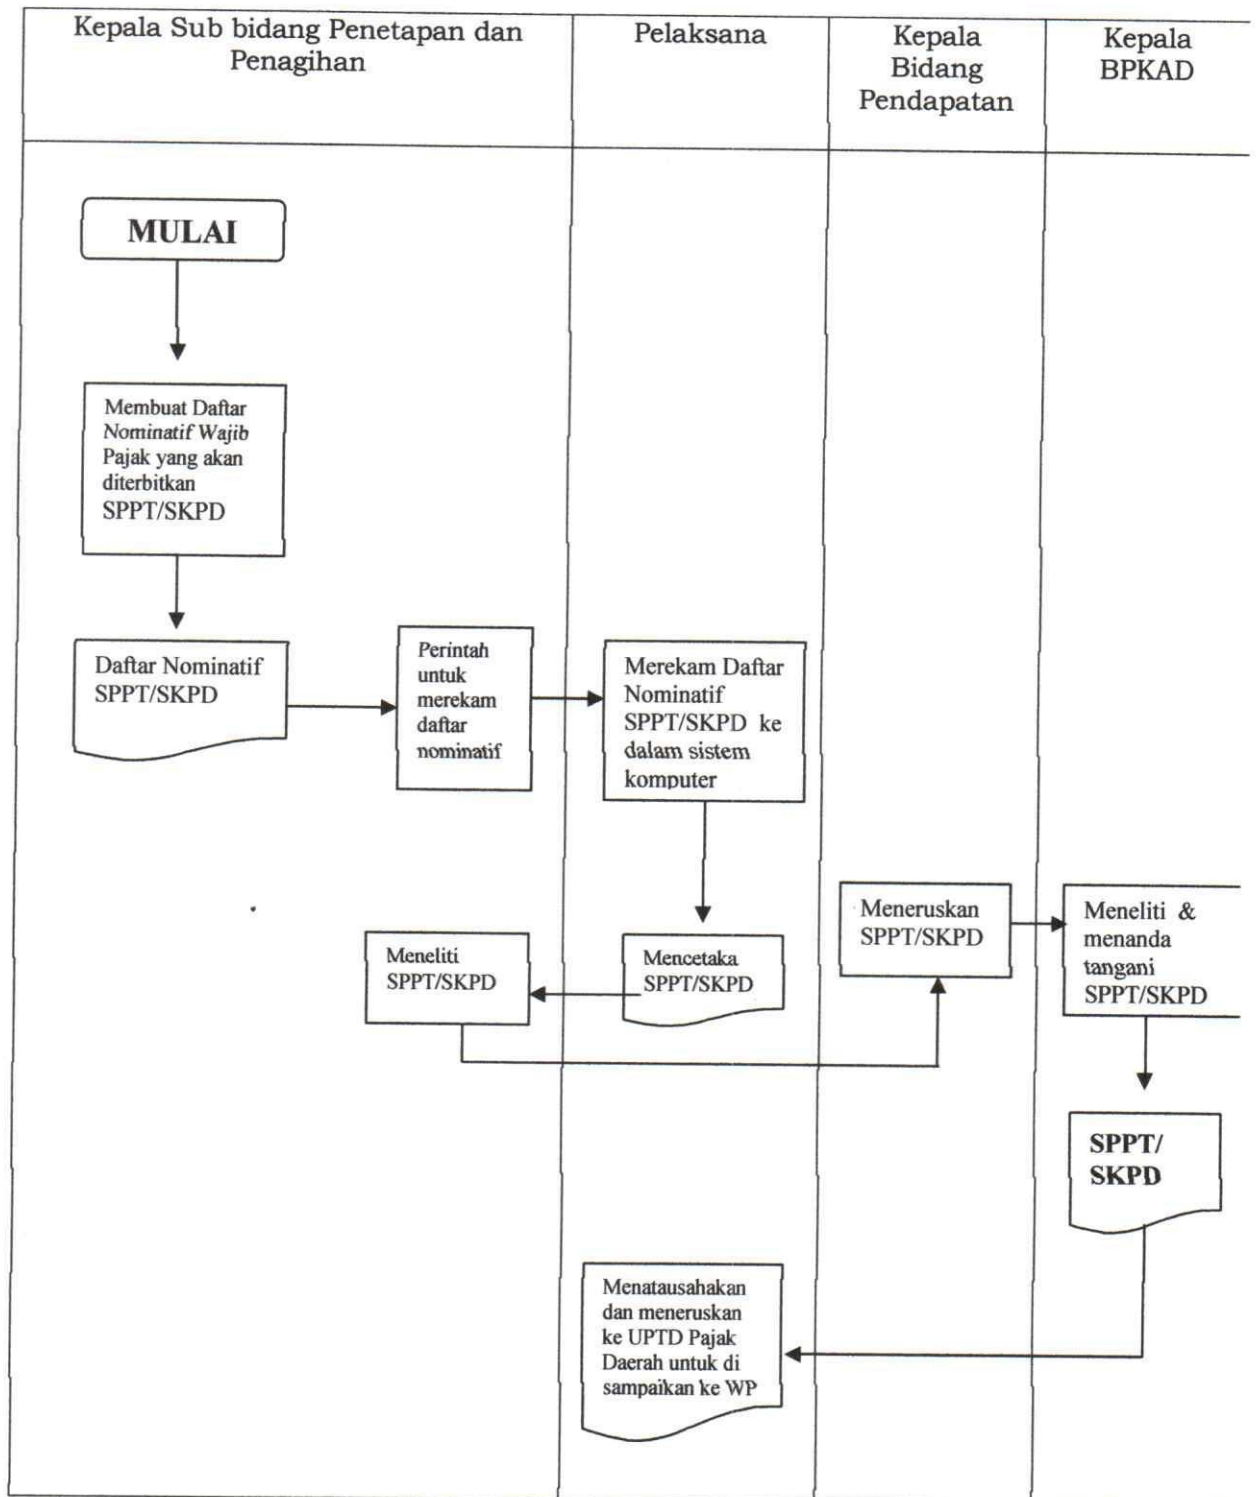 Kepala Sub bidang Penetapan dan
Penagihan
Pelaksana
Kepala
Bidang
Pendapatan
Kepala
BPKAD
MULAI
Membuat Daftar
Nominatif Wajib
Pajak yang akan
diterbitkan
SPPT/SKPD
Daftar Nominatif
SPPT/SKPD
Perintah
untuk
merekam
daftar
nominatif
Merekam Daftar
Nominatif
SPPT/SKPD ke
dalam sistem
komputer
Mencetaka
SPPT/SKPD
Meneliti
SPPT/SKPD
Meneruskan
SPPT/SKPD
Meneliti &
menanda
tangani
SPPT/SKPD
SPPT/
SKPD
Menatausahakan
dan meneruskan
ke UPTD Pajak
Daerah untuk di
sampaikan ke WP